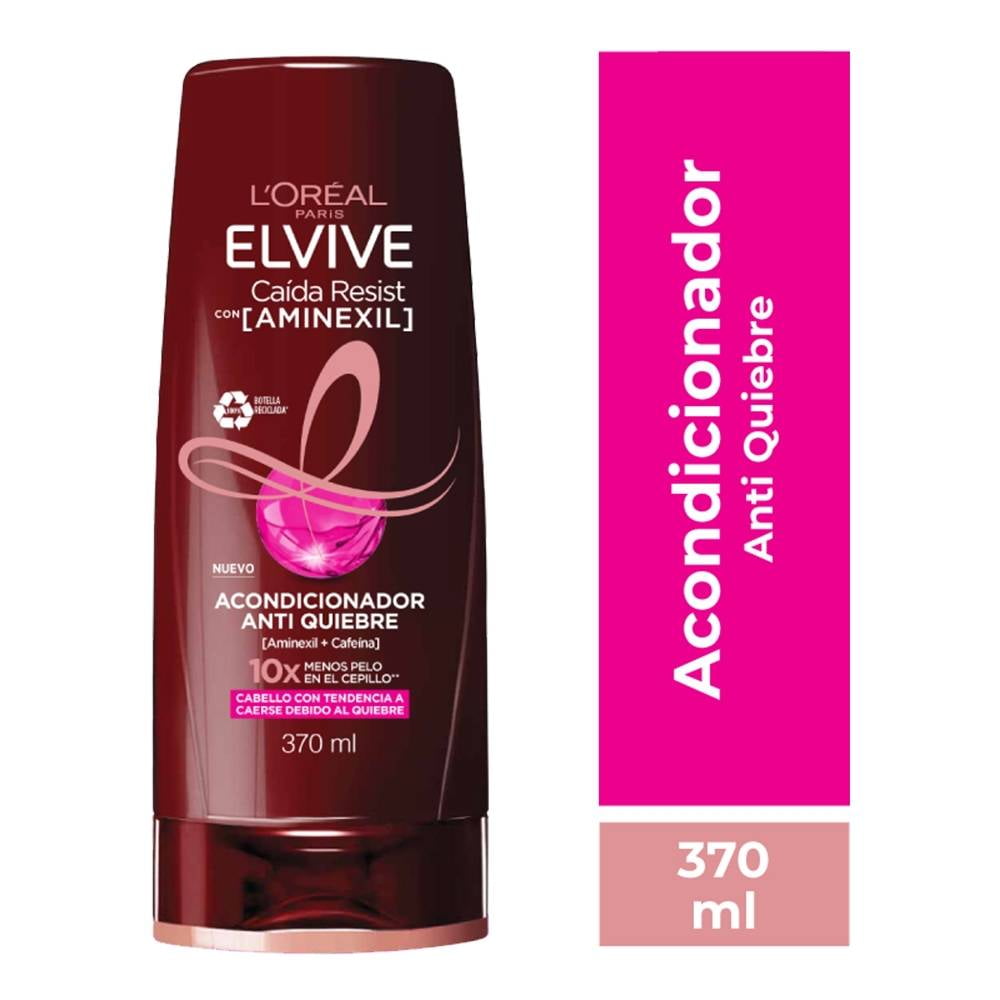 L'ORÉAL
PARIS
ELVIVE
Caída Resist
CON [AMINEXIL]
100%
BOTELLA
RECICLADA*
NUEVO
ACONDICIONADOR
ANTI QUIEBRE
[Aminexil + Cafeína]
10x MENOS PELO
EN EL CEPILLO**
CABELLO CON TENDENCIA A
CAERSE DEBIDO AL QUIEBRE
370 ml
Acondicionador
Anti Quiebre
370
ml